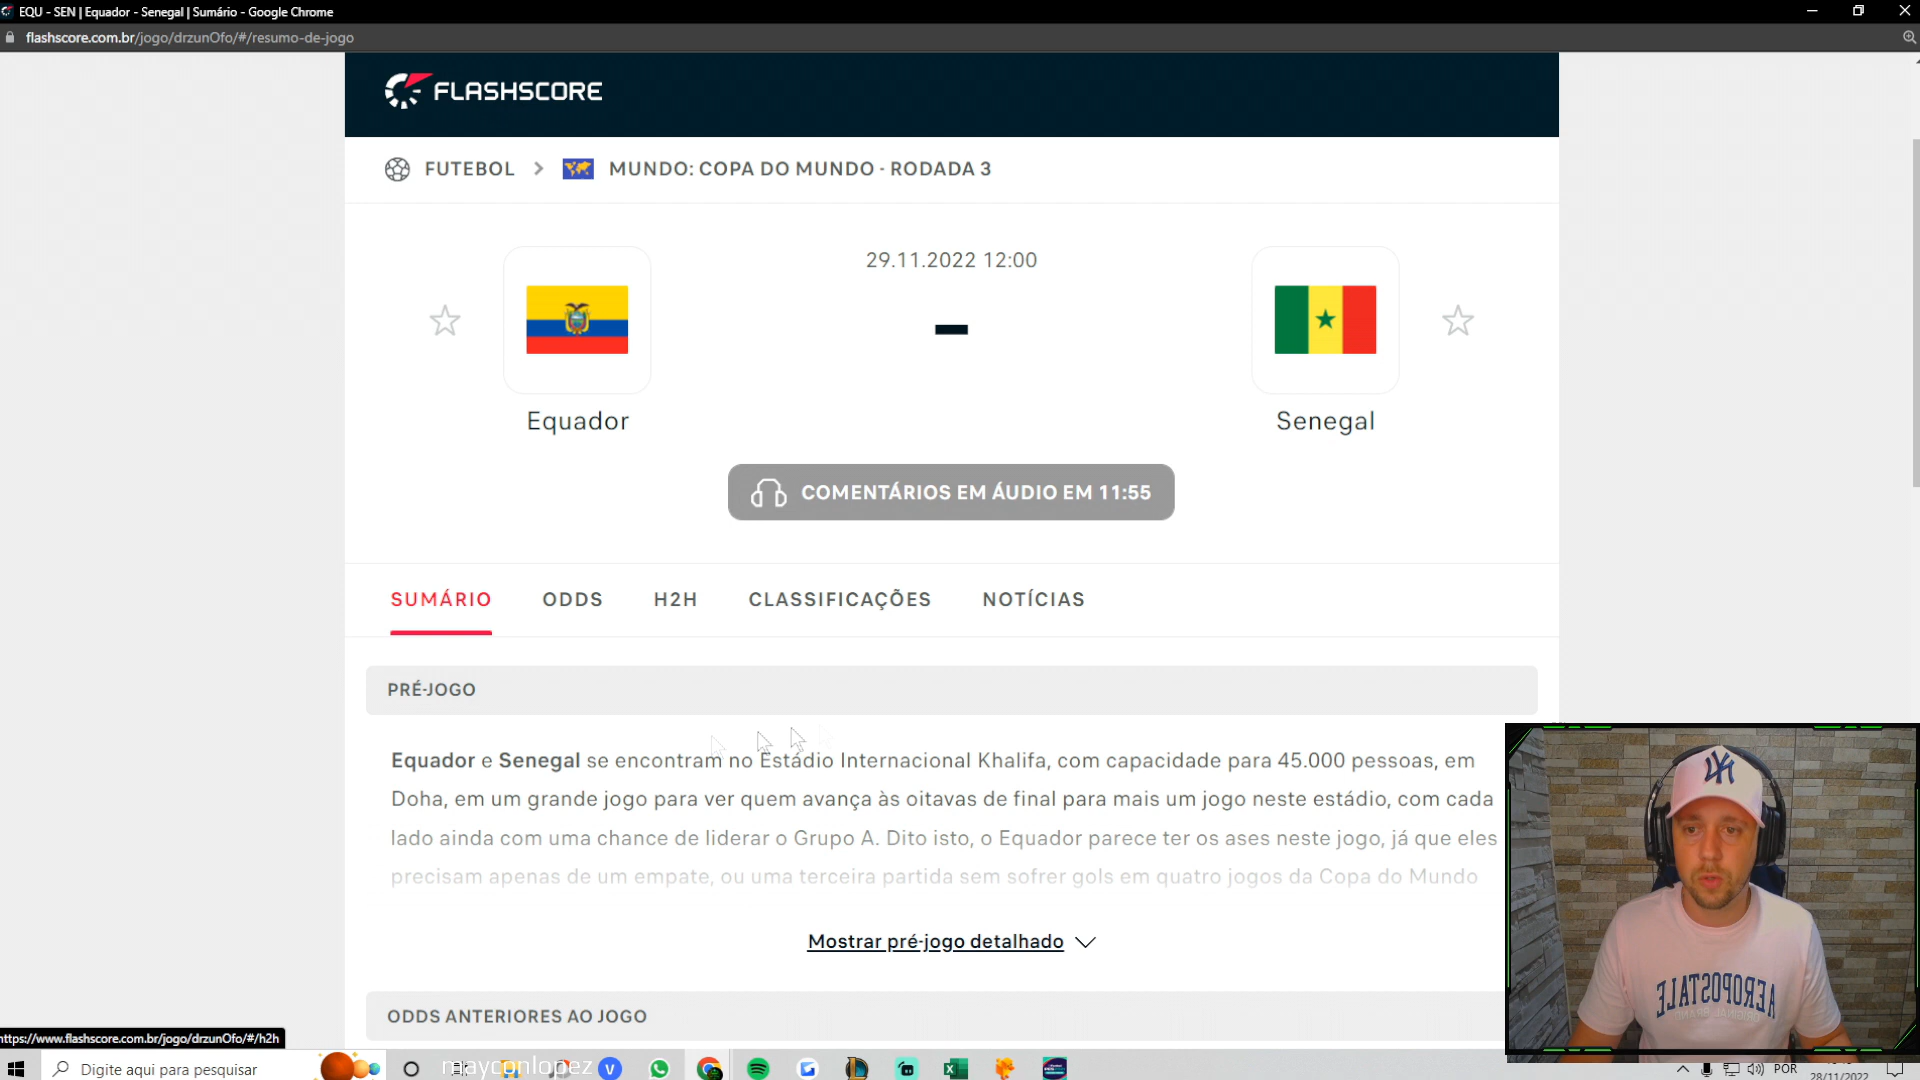 EQU - SEN | Equador - Senegal | Sumário - Google Chrome
flashscore.com.br/jogo/drzunOfo/#/resumo-de-jogo
FLASHSCORE
FUTEBOL > MUNDO: COPA DO MUNDO - RODADA 3
29.11.2022 12:00
-
Equador
Senegal
COMENTÁRIOS EM ÁUDIO EM 11:55
SUMÁRIO ODDS H2H CLASSIFICAÇÕES NOTÍCIAS
PRÉ-JOGO
Equador e Senegal se encontram no Estádio Internacional Khalifa, com capacidade para 45.000 pessoas, em
Doha, em um grande jogo para ver quem avança às oitavas de final para mais um jogo neste estádio, com cada
lado ainda com uma chance de liderar o Grupo A. Dito isto, o Equador parece ter os ases neste jogo, já que eles
precisam apenas de um empate, ou uma terceira partida sem sofrer gols em quatro jogos da Copa do Mundo
Mostrar pré-jogo detalhado
ODDS ANTERIORES AO JOGO
AEROPOSTALE
https://www.flashscore.com.br/jogo/drzunOfo/#/h2h
Digite aqui para pesquisar
mayconlopez
POR
28/11/2022